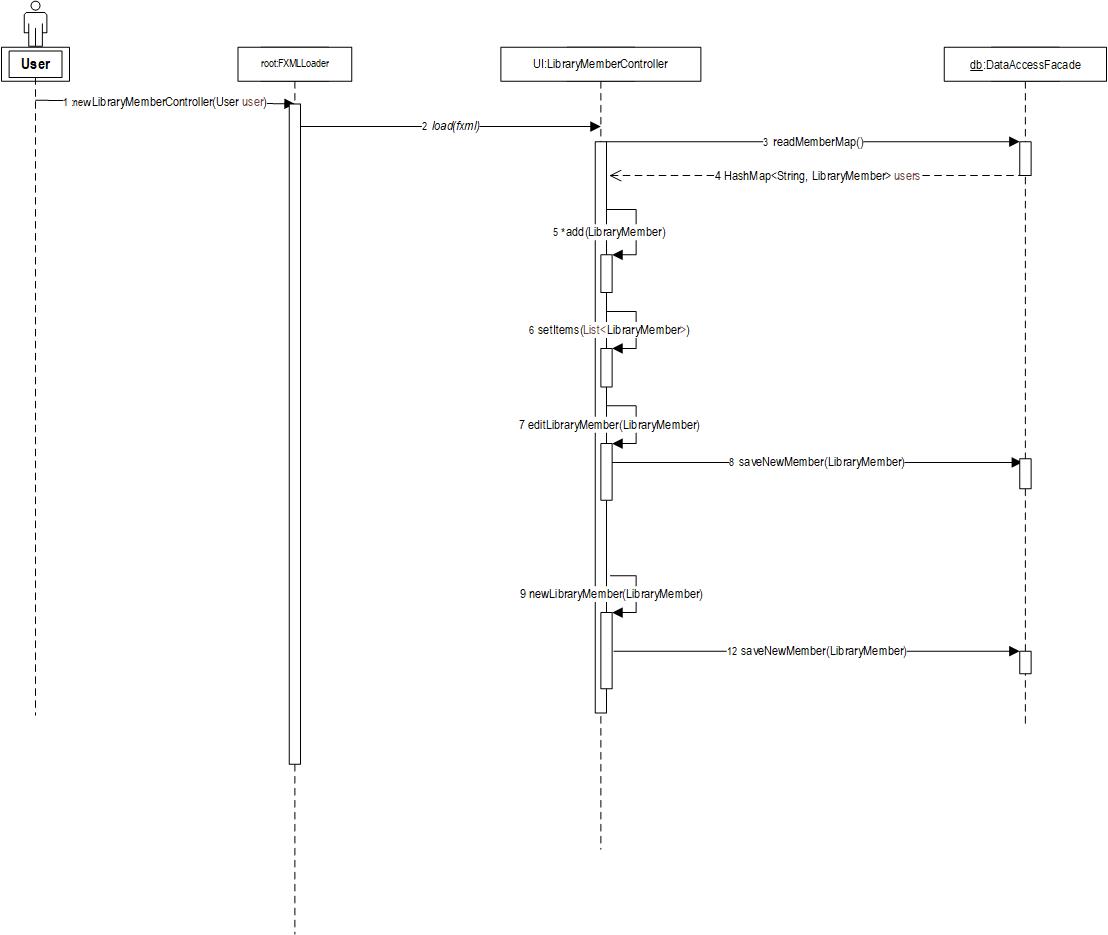 User
root:FXMLLoader
UI:LibraryMemberController
db:DataAccessFacade
1 newLibraryMemberController(User user)
2 load(fxml)
3 readMemberMap()
4 HashMap<String, LibraryMember> users
5 *add(LibraryMember)
6 setItems(List<LibraryMember>)
7 editLibraryMember(LibraryMember)
8 saveNewMember(LibraryMember)
9 newLibraryMember(LibraryMember)
12 saveNewMember(LibraryMember)